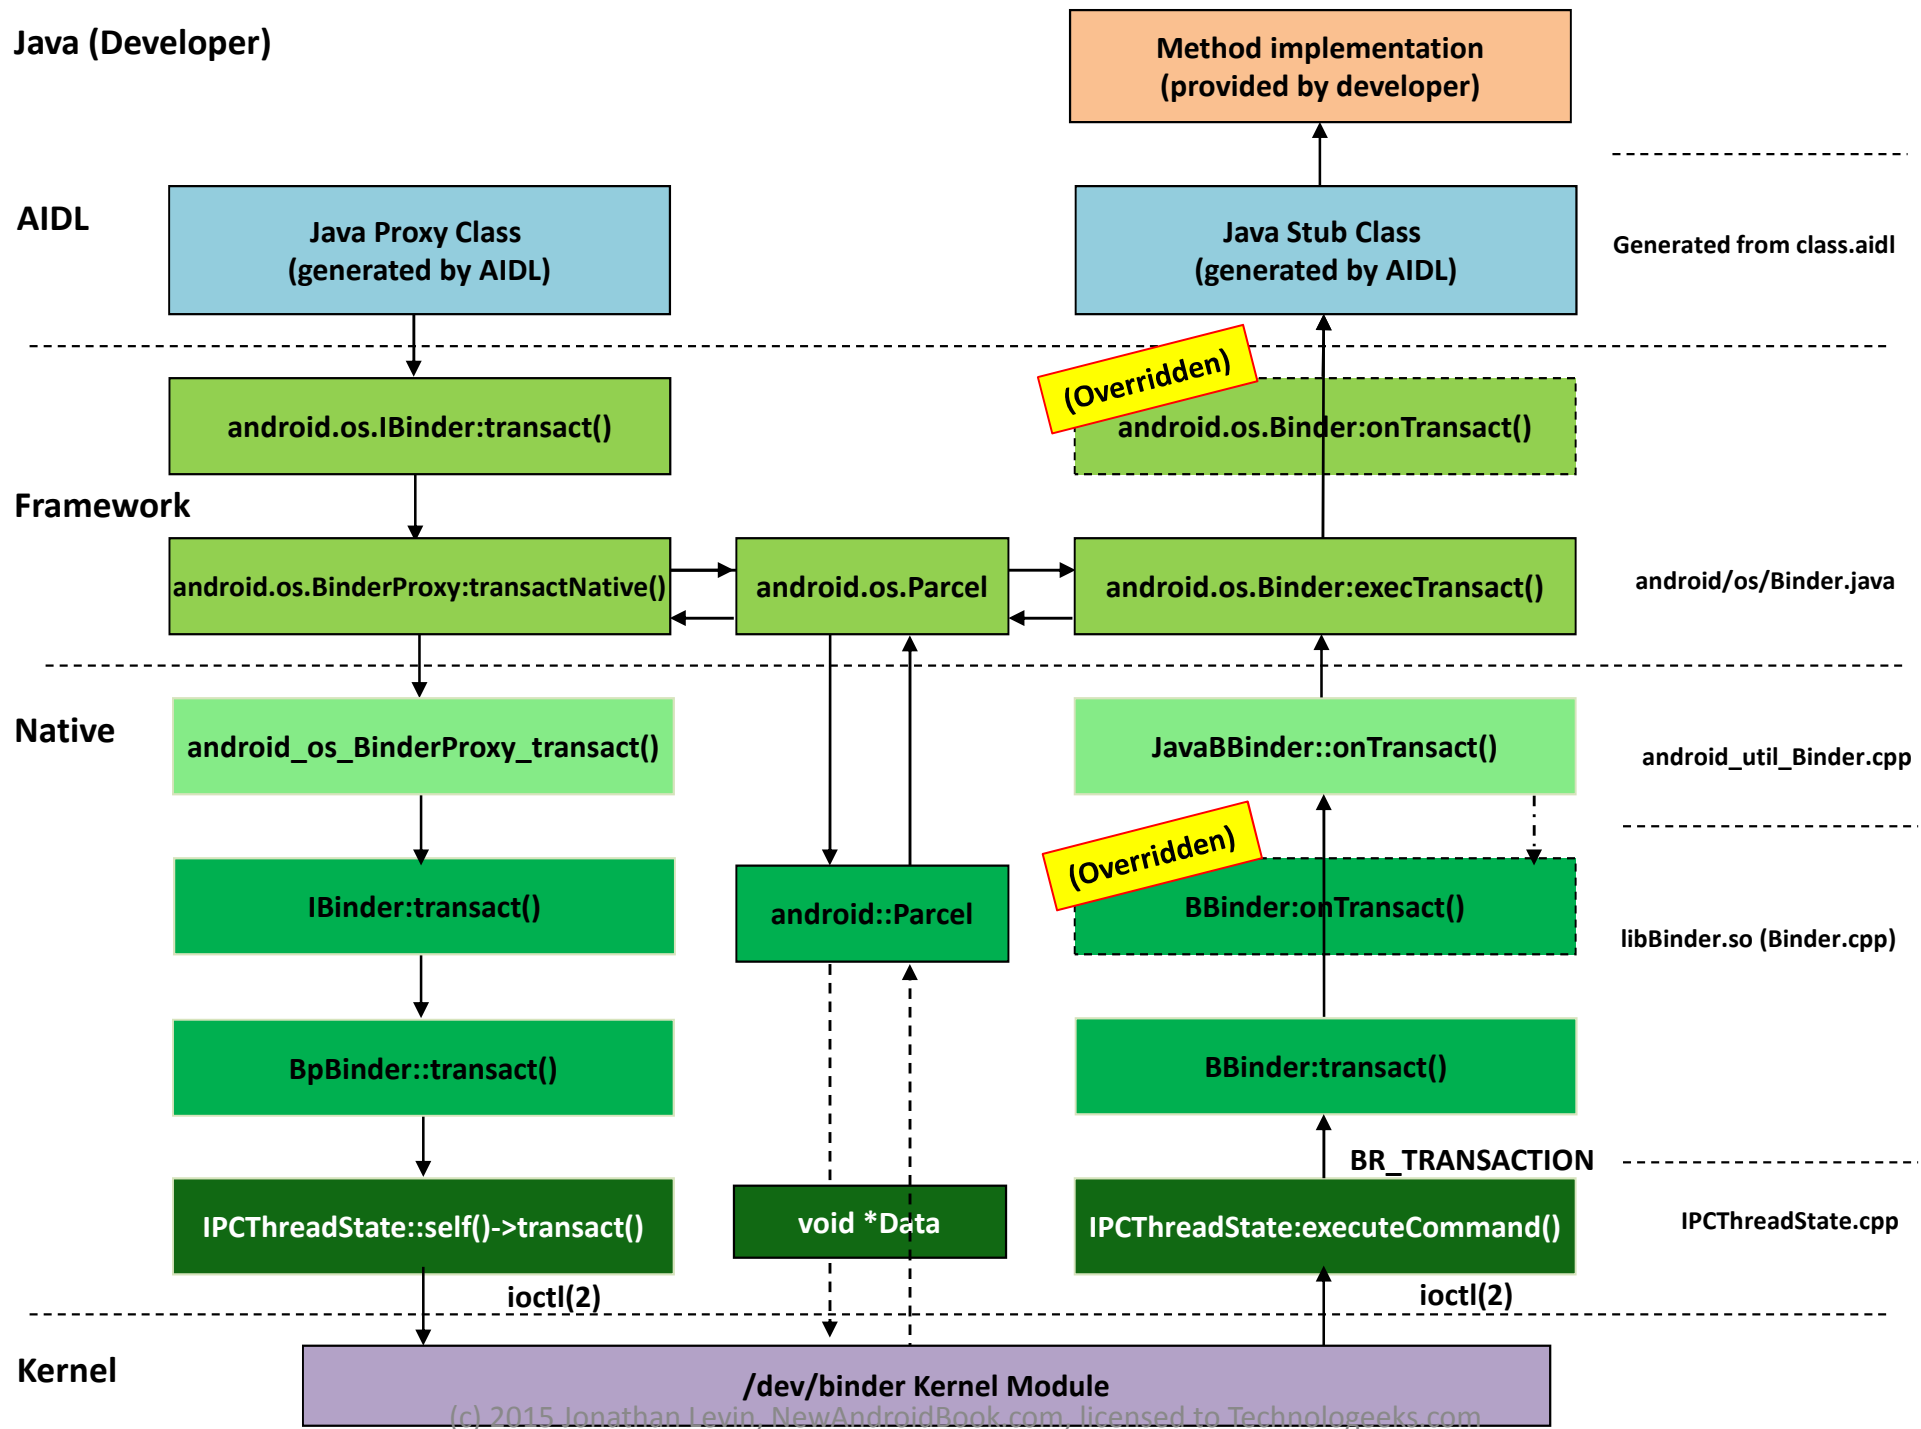 Java (Developer)
Method implementation
(provided by developer)
AIDL
Java Proxy Class
(generated by AIDL)
Java Stub Class
(generated by AIDL)
Generated from class.aidl
(Overridden)
android.os.IBinder:transact()
android.os.Binder:onTransact()
Framework
android.os.BinderProxy:transactNative()
android.os.Parcel
android.os.Binder:execTransact()
android/os/Binder.java
Native
android_os_BinderProxy_transact()
JavaBBinder::onTransact()
android_util_Binder.cpp
(Overridden)
IBinder:transact()
android::Parcel
BBinder:onTransact()
libBinder.so (Binder.cpp)
BpBinder::transact()
BBinder:transact()
BR_TRANSACTION
IPCThreadState::self()->transact()
void *Data
IPCThreadState:executeCommand()
IPCThreadState.cpp
ioctl(2)
ioctl(2)
Kernel
/dev/binder Kernel Module
(c) 2015 Jonathan Levin, NewAndroidBook.com, licensed to Technologeeks.com